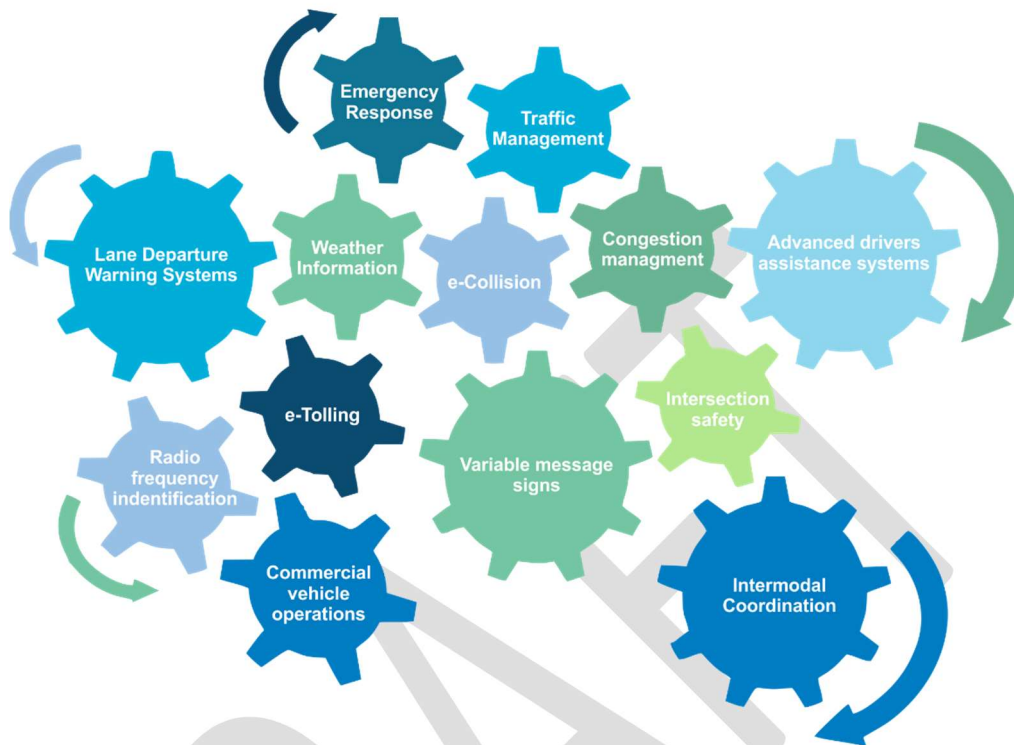 Emergency
Response
Traffic
Management
Lane Departure
Warning Systems
Weather
Information
e-Collision
Congestion
managment
Advanced drivers
assistance systems
e-Tolling
Intersection
safety
Radio
frequency
indentification
Variable message
signs
Commercial
vehicle
operations
Intermodal
Coordination